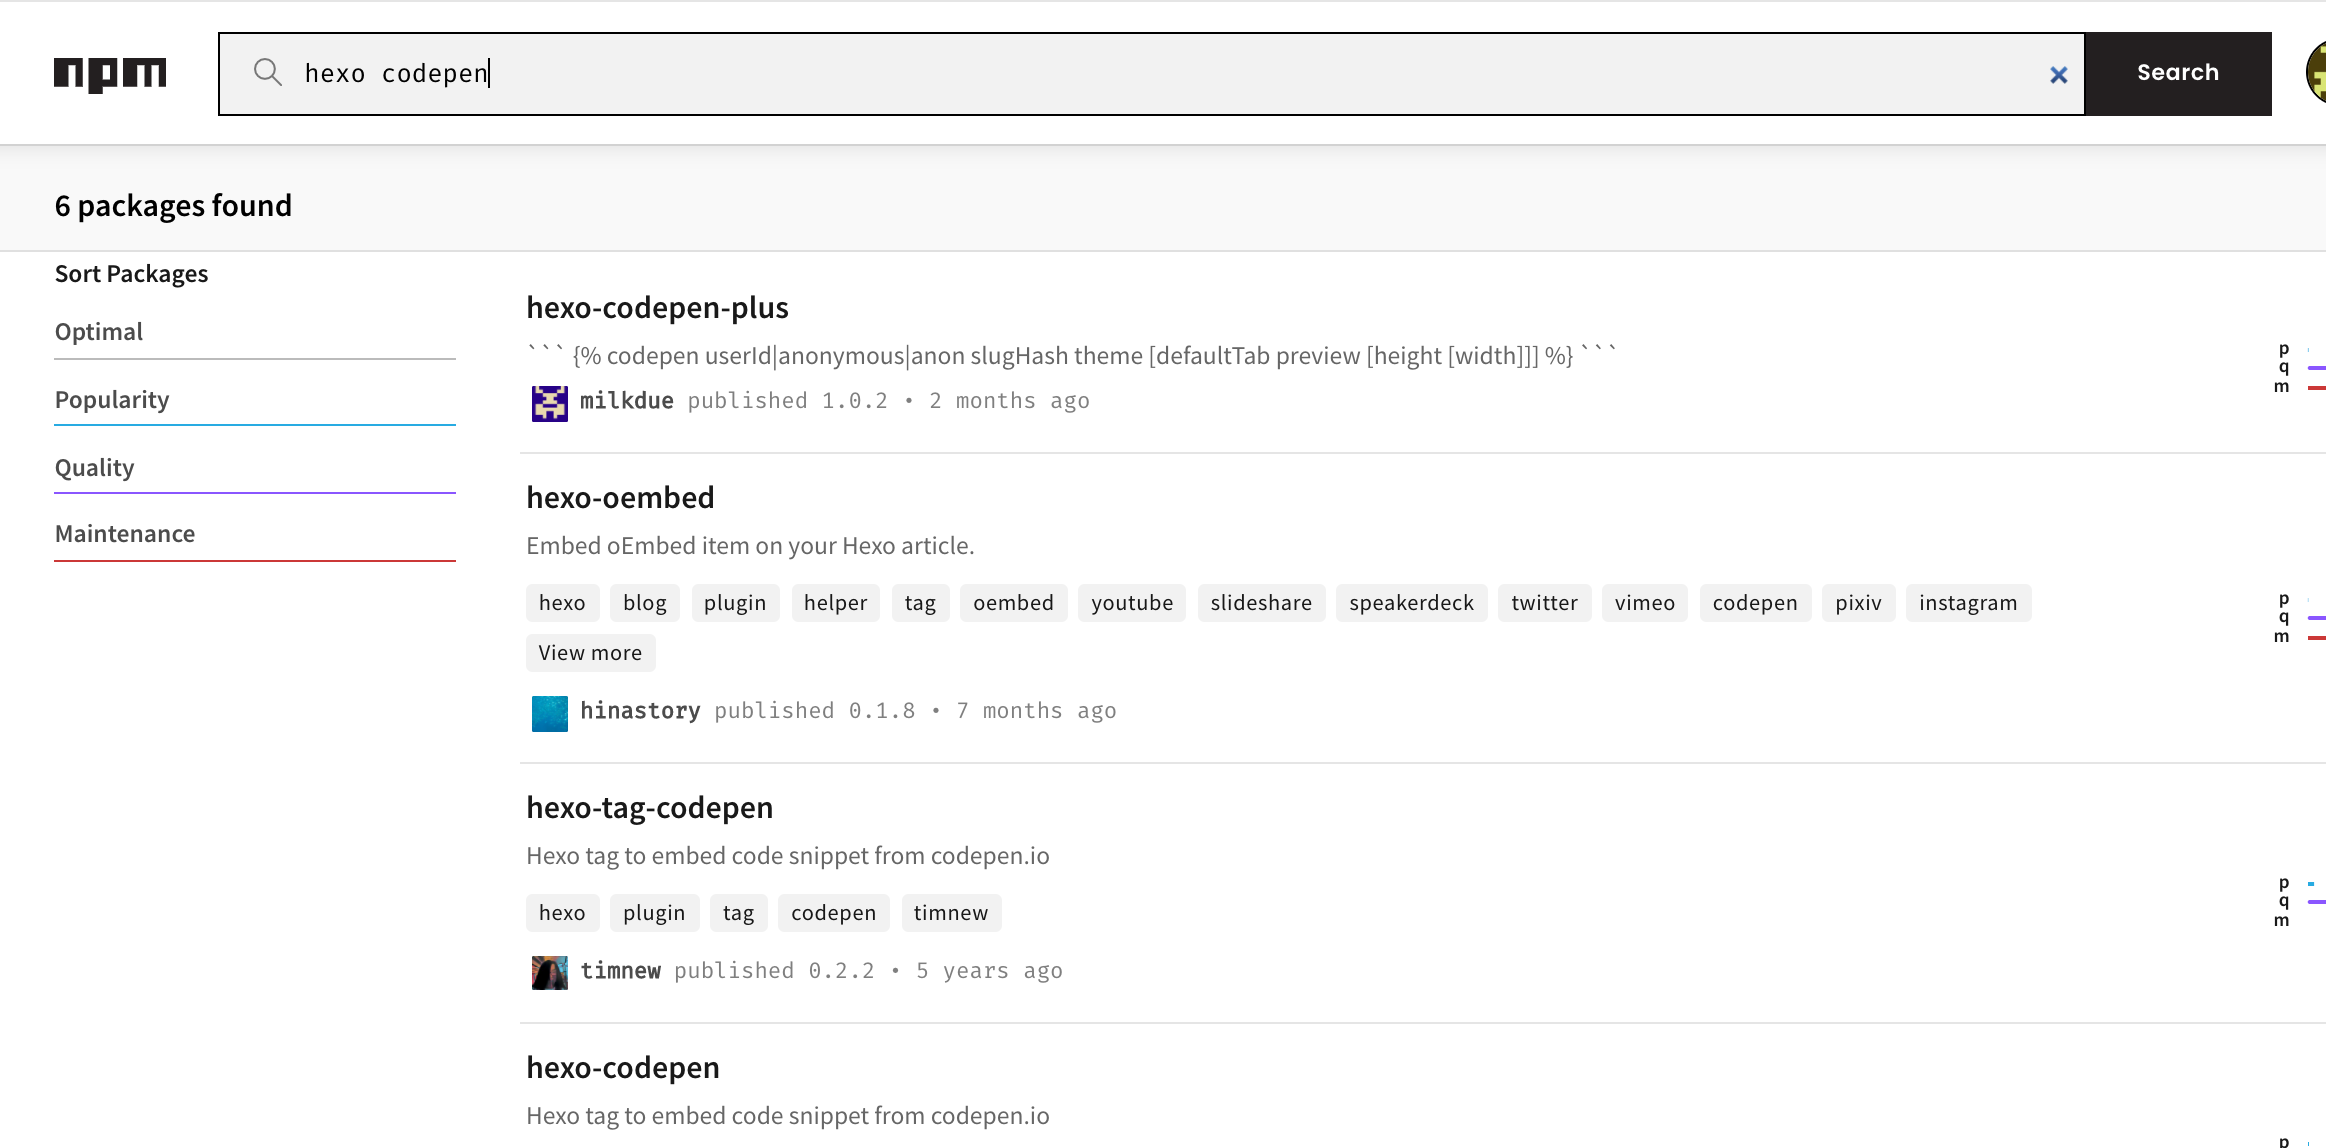 npm
hexo codepen
Search
6 packages found
Sort Packages
Optimal
Popularity
Quality
Maintenance
hexo-codepen-plus
``` {% codepen userId|anonymous|anon slugHash theme [defaultTab preview [height [width]]] %} ```
milkdue published 1.0.2 • 2 months ago
p
q
m
hexo-oembed
Embed oEmbed item on your Hexo article.
hexo blog plugin helper tag oembed youtube slideshare speakerdeck twitter vimeo codepen pixiv instagram
View more
hinastory published 0.1.8 • 7 months ago
p
q
m
hexo-tag-codepen
Hexo tag to embed code snippet from codepen.io
hexo plugin tag codepen timnew
timnew published 0.2.2 • 5 years ago
p
q
m
hexo-codepen
Hexo tag to embed code snippet from codepen.io
p